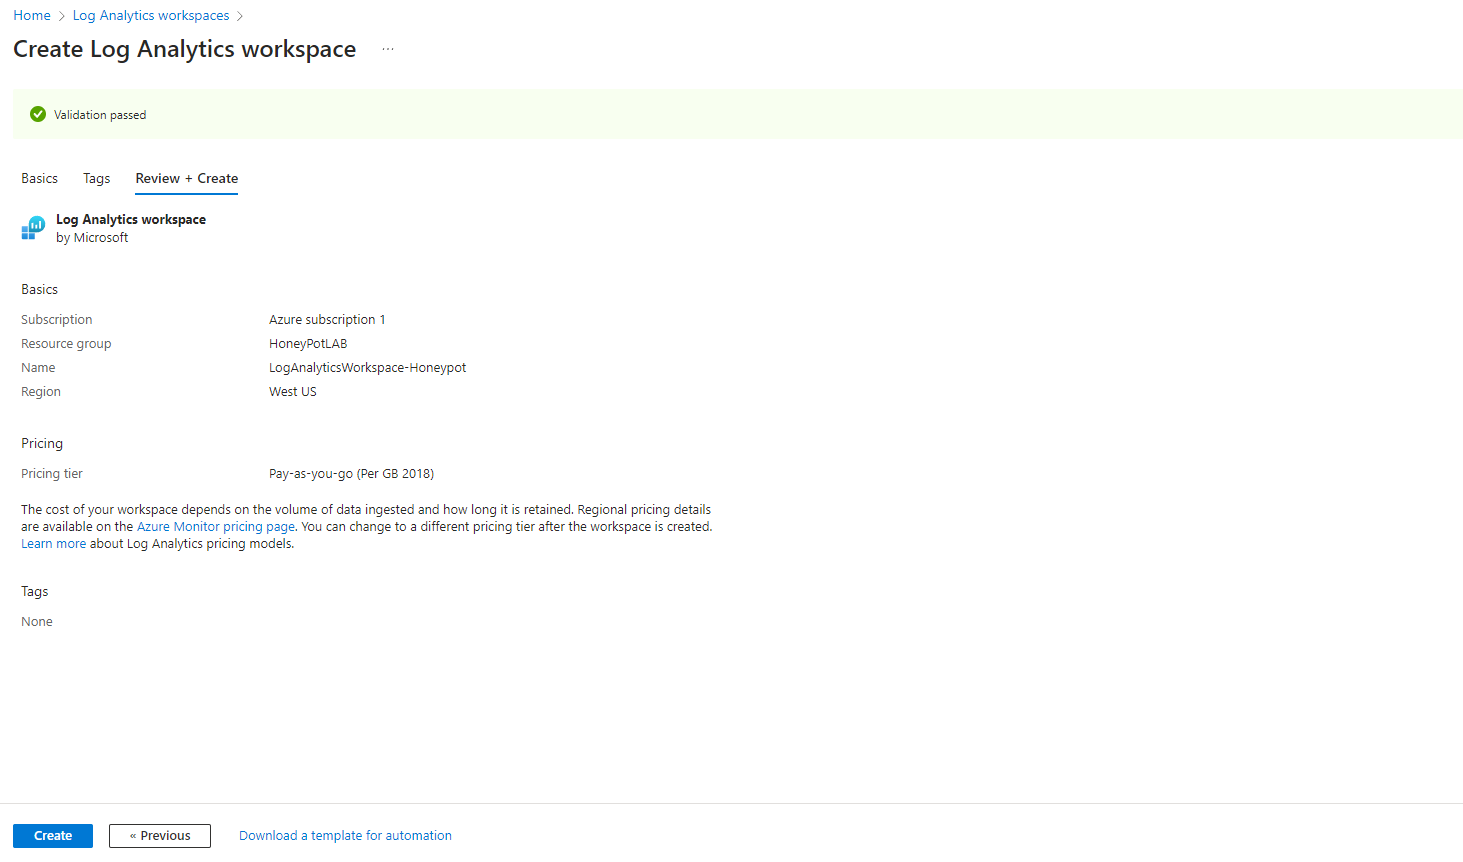 Home > Log Analytics workspaces >
Create Log Analytics workspace ...
Validation passed
Basics Tags Review + Create
Log Analytics workspace
by Microsoft
Basics
Subscription Azure subscription 1
Resource group HoneyPotLAB
Name LogAnalyticsWorkspace-Honeypot
Region West US
Pricing
Pricing tier Pay-as-you-go (Per GB 2018)
The cost of your workspace depends on the volume of data ingested and how long it is retained. Regional pricing details
are available on the Azure Monitor pricing page. You can change to a different pricing tier after the workspace is created.
Learn more about Log Analytics pricing models.
Tags
None
Create « Previous Download a template for automation